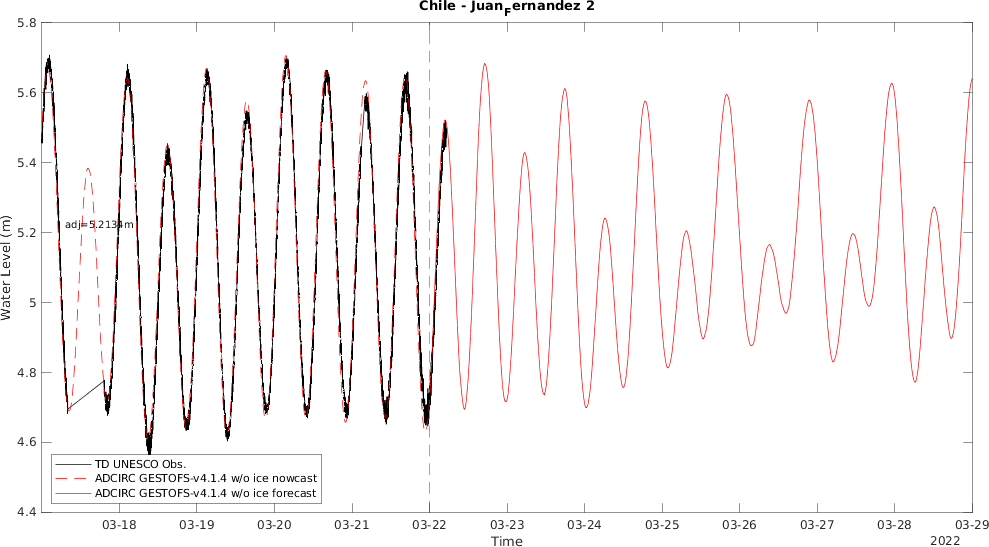 Chile - Juan_Fernandez 2
5.8
5.6
5.4
5.2
5
4.8
4.6
4.4
Water Level (m)
adj=5.2134m
TD UNESCO Obs.
ADCIRC GESTOFS-v4.1.4 w/o ice nowcast
ADCIRC GESTOFS-v4.1.4 w/o ice forecast
03-18 03-19 03-20 03-21 03-22 03-23 03-24 03-25 03-26 03-27 03-28 03-29
Time
2022